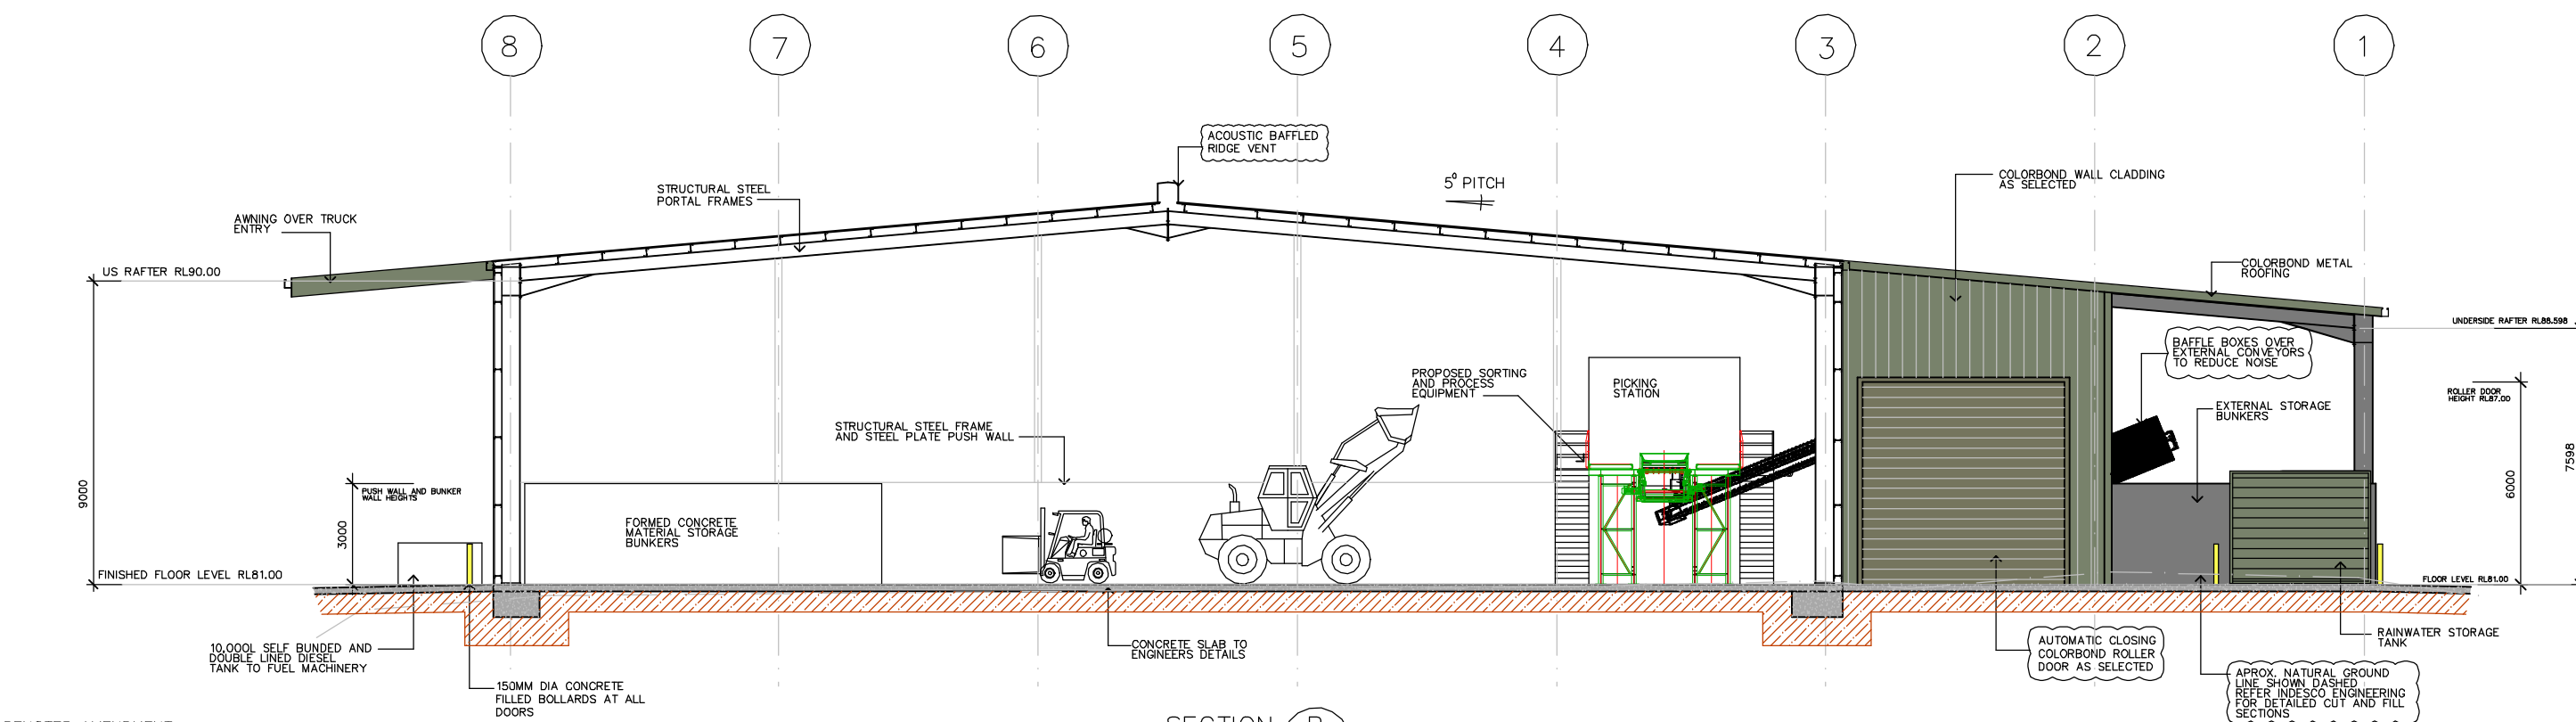 8
7
6
5
4
3
2
1
ACOUSTIC BAFFLED
RIDGE VENT
5° PITCH
STRUCTURAL STEEL
PORTAL FRAMES
COLORBOND WALL CLADDING
AS SELECTED
AWNING OVER TRUCK
ENTRY
US RAFTER RL90.00
COLORBOND METAL
ROOFING
UNDERSIDE RAFTER RL88.598
BAFFLE BOXES OVER
EXTERNAL CONVEYORS
TO REDUCE NOISE
PROPOSED SORTING
AND PROCESS
EQUIPMENT
PICKING
STATION
ROLLER DOOR
HEIGHT RL87.00
EXTERNAL STORAGE
BUNKERS
STRUCTURAL STEEL FRAME
AND STEEL PLATE PUSH WALL
9000
PUSH WALL AND BUNKER
WALL HEIGHTS
3000
FORMED CONCRETE
MATERIAL STORAGE
BUNKERS
6000
7598
FINISHED FLOOR LEVEL RL81.00
FLOOR LEVEL RL81.00
10,000L SELF BUNDED AND
DOUBLE LINED DIESEL
TANK TO FUEL MACHINERY
CONCRETE SLAB TO
ENGINEERS DETAILS
AUTOMATIC CLOSING
COLORBOND ROLLER
DOOR AS SELECTED
RAINWATER STORAGE
TANK
150MM DIA CONCRETE
FILLED BOLLARDS AT ALL
DOORS
APROX. NATURAL GROUND
LINE SHOWN DASHED
REFER INDESCO ENGINEERING
FOR DETAILED CUT AND FILL
SECTIONS
SECTION